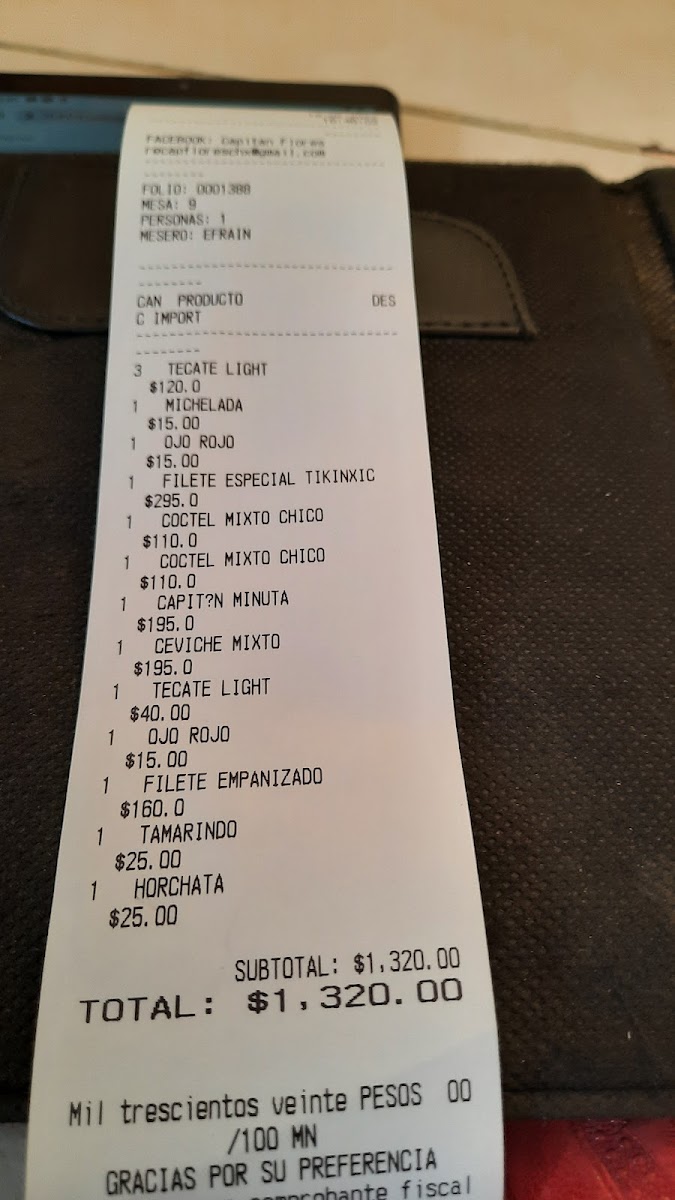 FACEBOOK: Capitan Flores
recapfloreschx@gmail.com
FOLIO: 0001388
MESA: 9
PERSONAS: 1
MESERO: EFRAIN
CAN PRODUCTO DES
C IMPORT
3 TECATE LIGHT
$120.0
1 MICHELADA
$15.00
1 OJO ROJO
$15.00
1 FILETE ESPECIAL TIKINXIC
$295.0
1 COCTEL MIXTO CHICO
$110.0
1 COCTEL MIXTO CHICO
$110.0
1 CAPIT?N MINUTA
$195.0
1 CEVICHE MIXTO
$195.0
1 TECATE LIGHT
$40.00
1 OJO ROJO
$15.00
1 FILETE EMPANIZADO
$160.0
1 TAMARINDO
$25.00
1 HORCHATA
$25.00
SUBTOTAL: $1,320.00
TOTAL: $1,320.00
Mil trescientos veinte PESOS 00
/100 MN
GRACIAS POR SU PREFERENCIA
comprobante fiscal